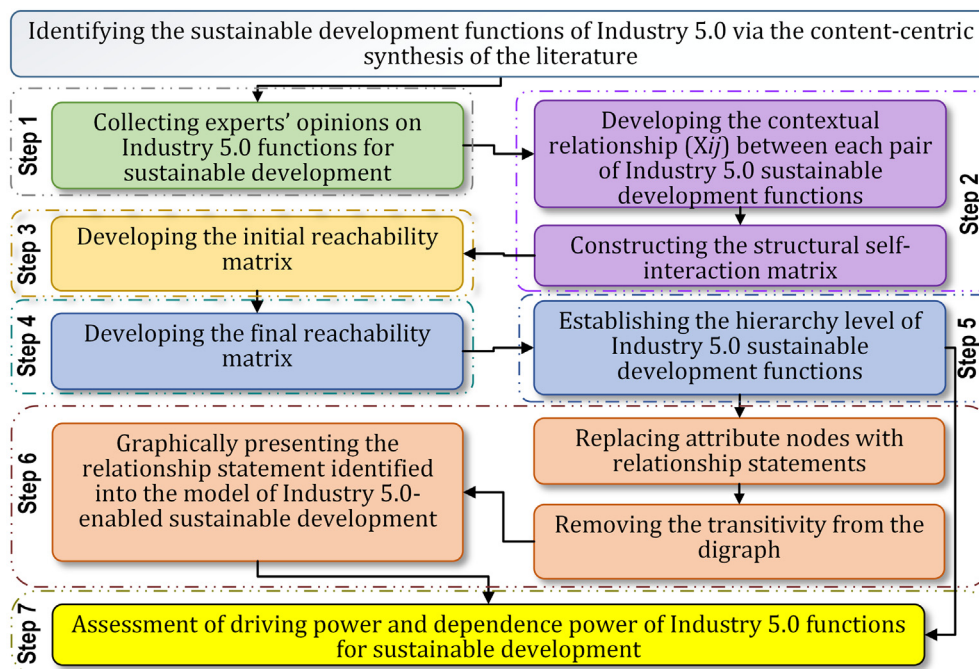 Identifying the sustainable development functions of Industry 5.0 via the content-centric
synthesis of the literature
Step 1
Collecting experts' opinions on
Industry 5.0 functions for
sustainable development
Developing the contextual
relationship (Xij) between each pair
of Industry 5.0 sustainable
development functions
Constructing the structural self-
interaction matrix
Step 2
Step 3
Developing the initial reachability
matrix
Step 4
Developing the final reachability
matrix
Establishing the hierarchy level of
Industry 5.0 sustainable
development functions
Step 5
Step 6
Replacing attribute nodes with
relationship statements
Removing the transitivity from the
digraph
Graphically presenting the
relationship statement identified
into the model of Industry 5.0-
enabled sustainable development
Step 7
Assessment of driving power and dependence power of Industry 5.0 functions
for sustainable development